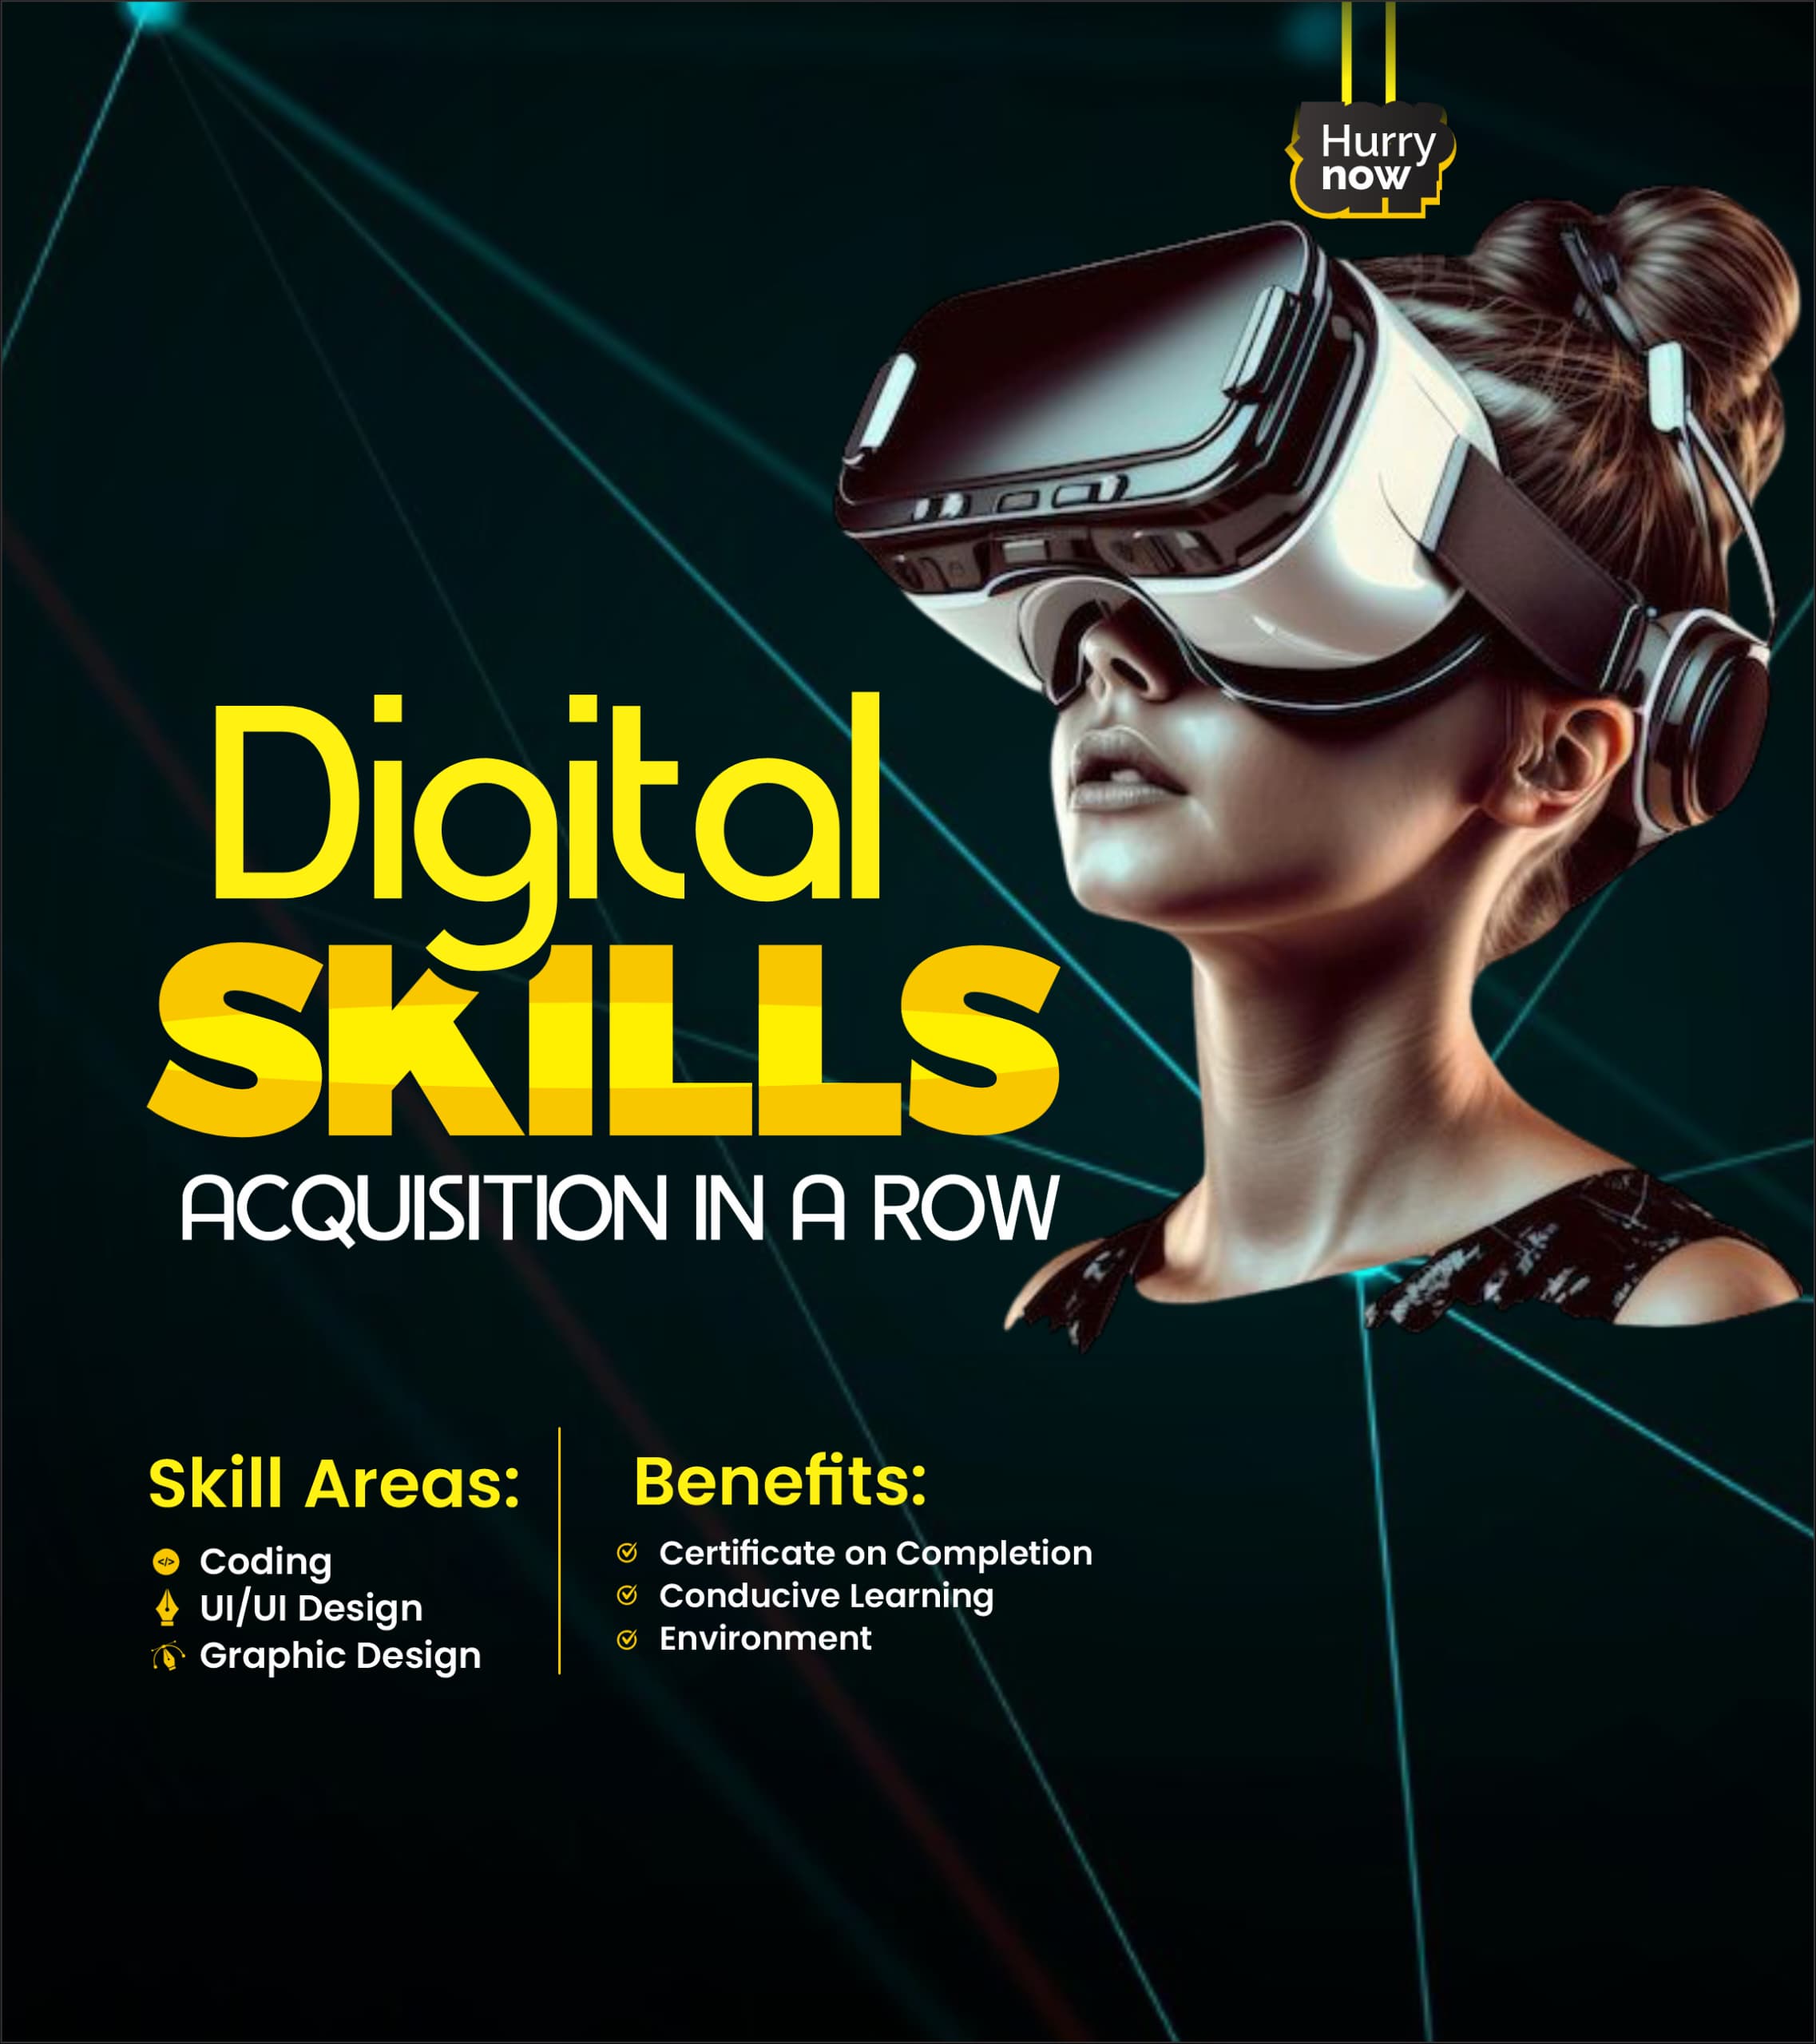 Hurry
now
Digital
SKILLS
ACQUISITION IN A ROW
Skill Areas:
Coding
UI/UI Design
Graphic Design
Benefits:
Certificate on Completion
Conducive Learning
Environment